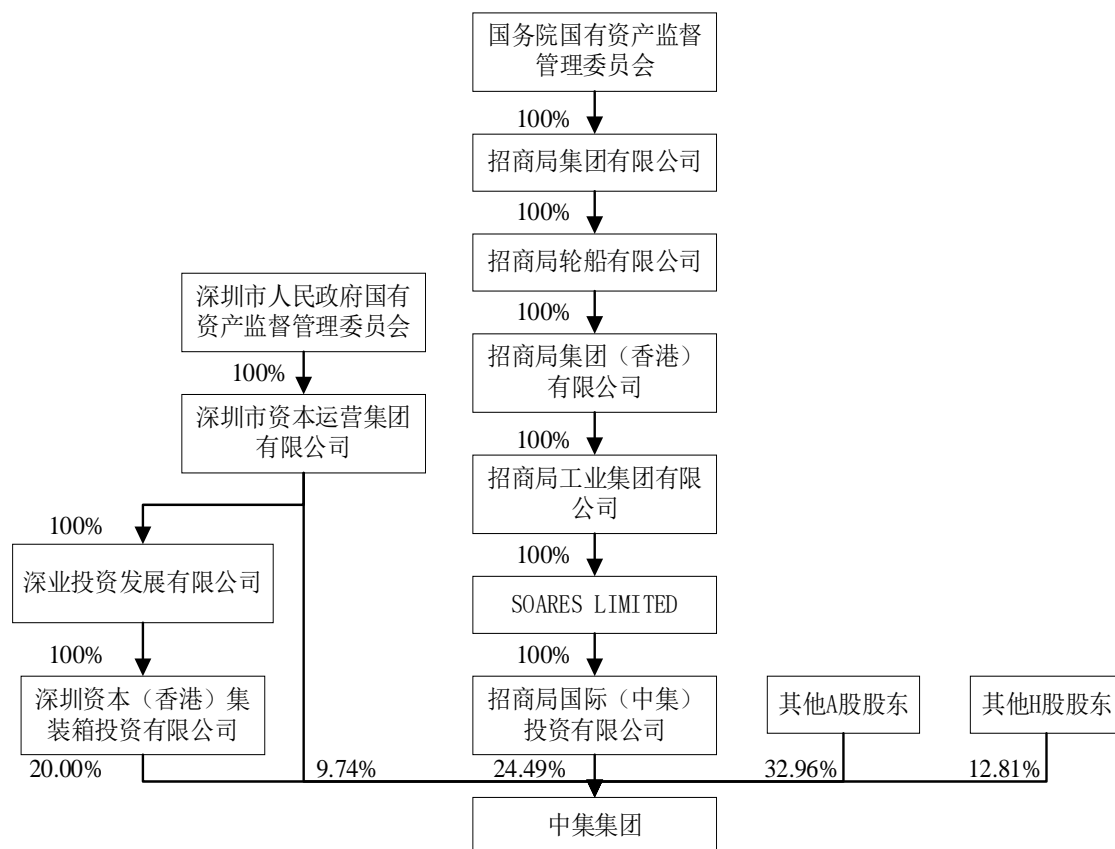 国务院国有资产监督
管理委员会
100%
招商局集团有限公司
100%
招商局轮船有限公司
100%
深圳市人民政府国有
资产监督管理委员会
招商局集团（香港）
有限公司
100%
深圳市资本运营集团
有限公司
100%
招商局工业集团有限
公司
100%
深业投资发展有限公司
100%
SOARES LIMITED
100%
深圳资本（香港）集
装箱投资有限公司
100%
招商局国际（中集）
投资有限公司
其他A股股东
其他H股股东
20.00%
9.74%
24.49%
32.96%
12.81%
中集集团